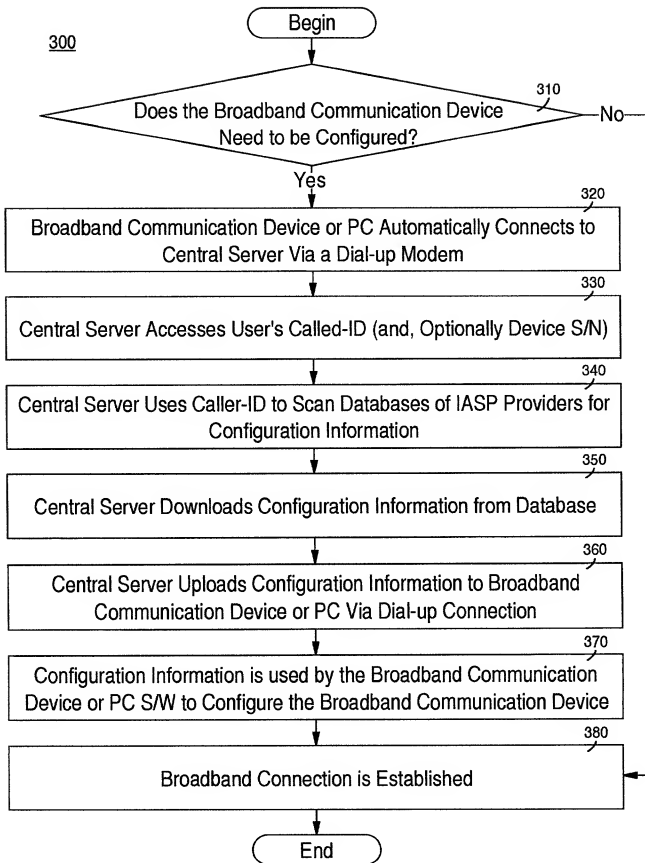 Begin
300
310
Does the Broadband Communication Device
Need to be Configured?
No
Yes
320
Broadband Communication Device or PC Automatically Connects to
Central Server Via a Dial-up Modem
330
Central Server Accesses User's Called-ID (and, Optionally Device S/N)
340
Central Server Uses Caller-ID to Scan Databases of IASP Providers for
Configuration Information
350
Central Server Downloads Configuration Information from Database
360
Central Server Uploads Configuration Information to Broadband
Communication Device or PC Via Dial-up Connection
370
Configuration Information is used by the Broadband Communication
Device or PC S/W to Configure the Broadband Communication Device
380
Broadband Connection is Established
End